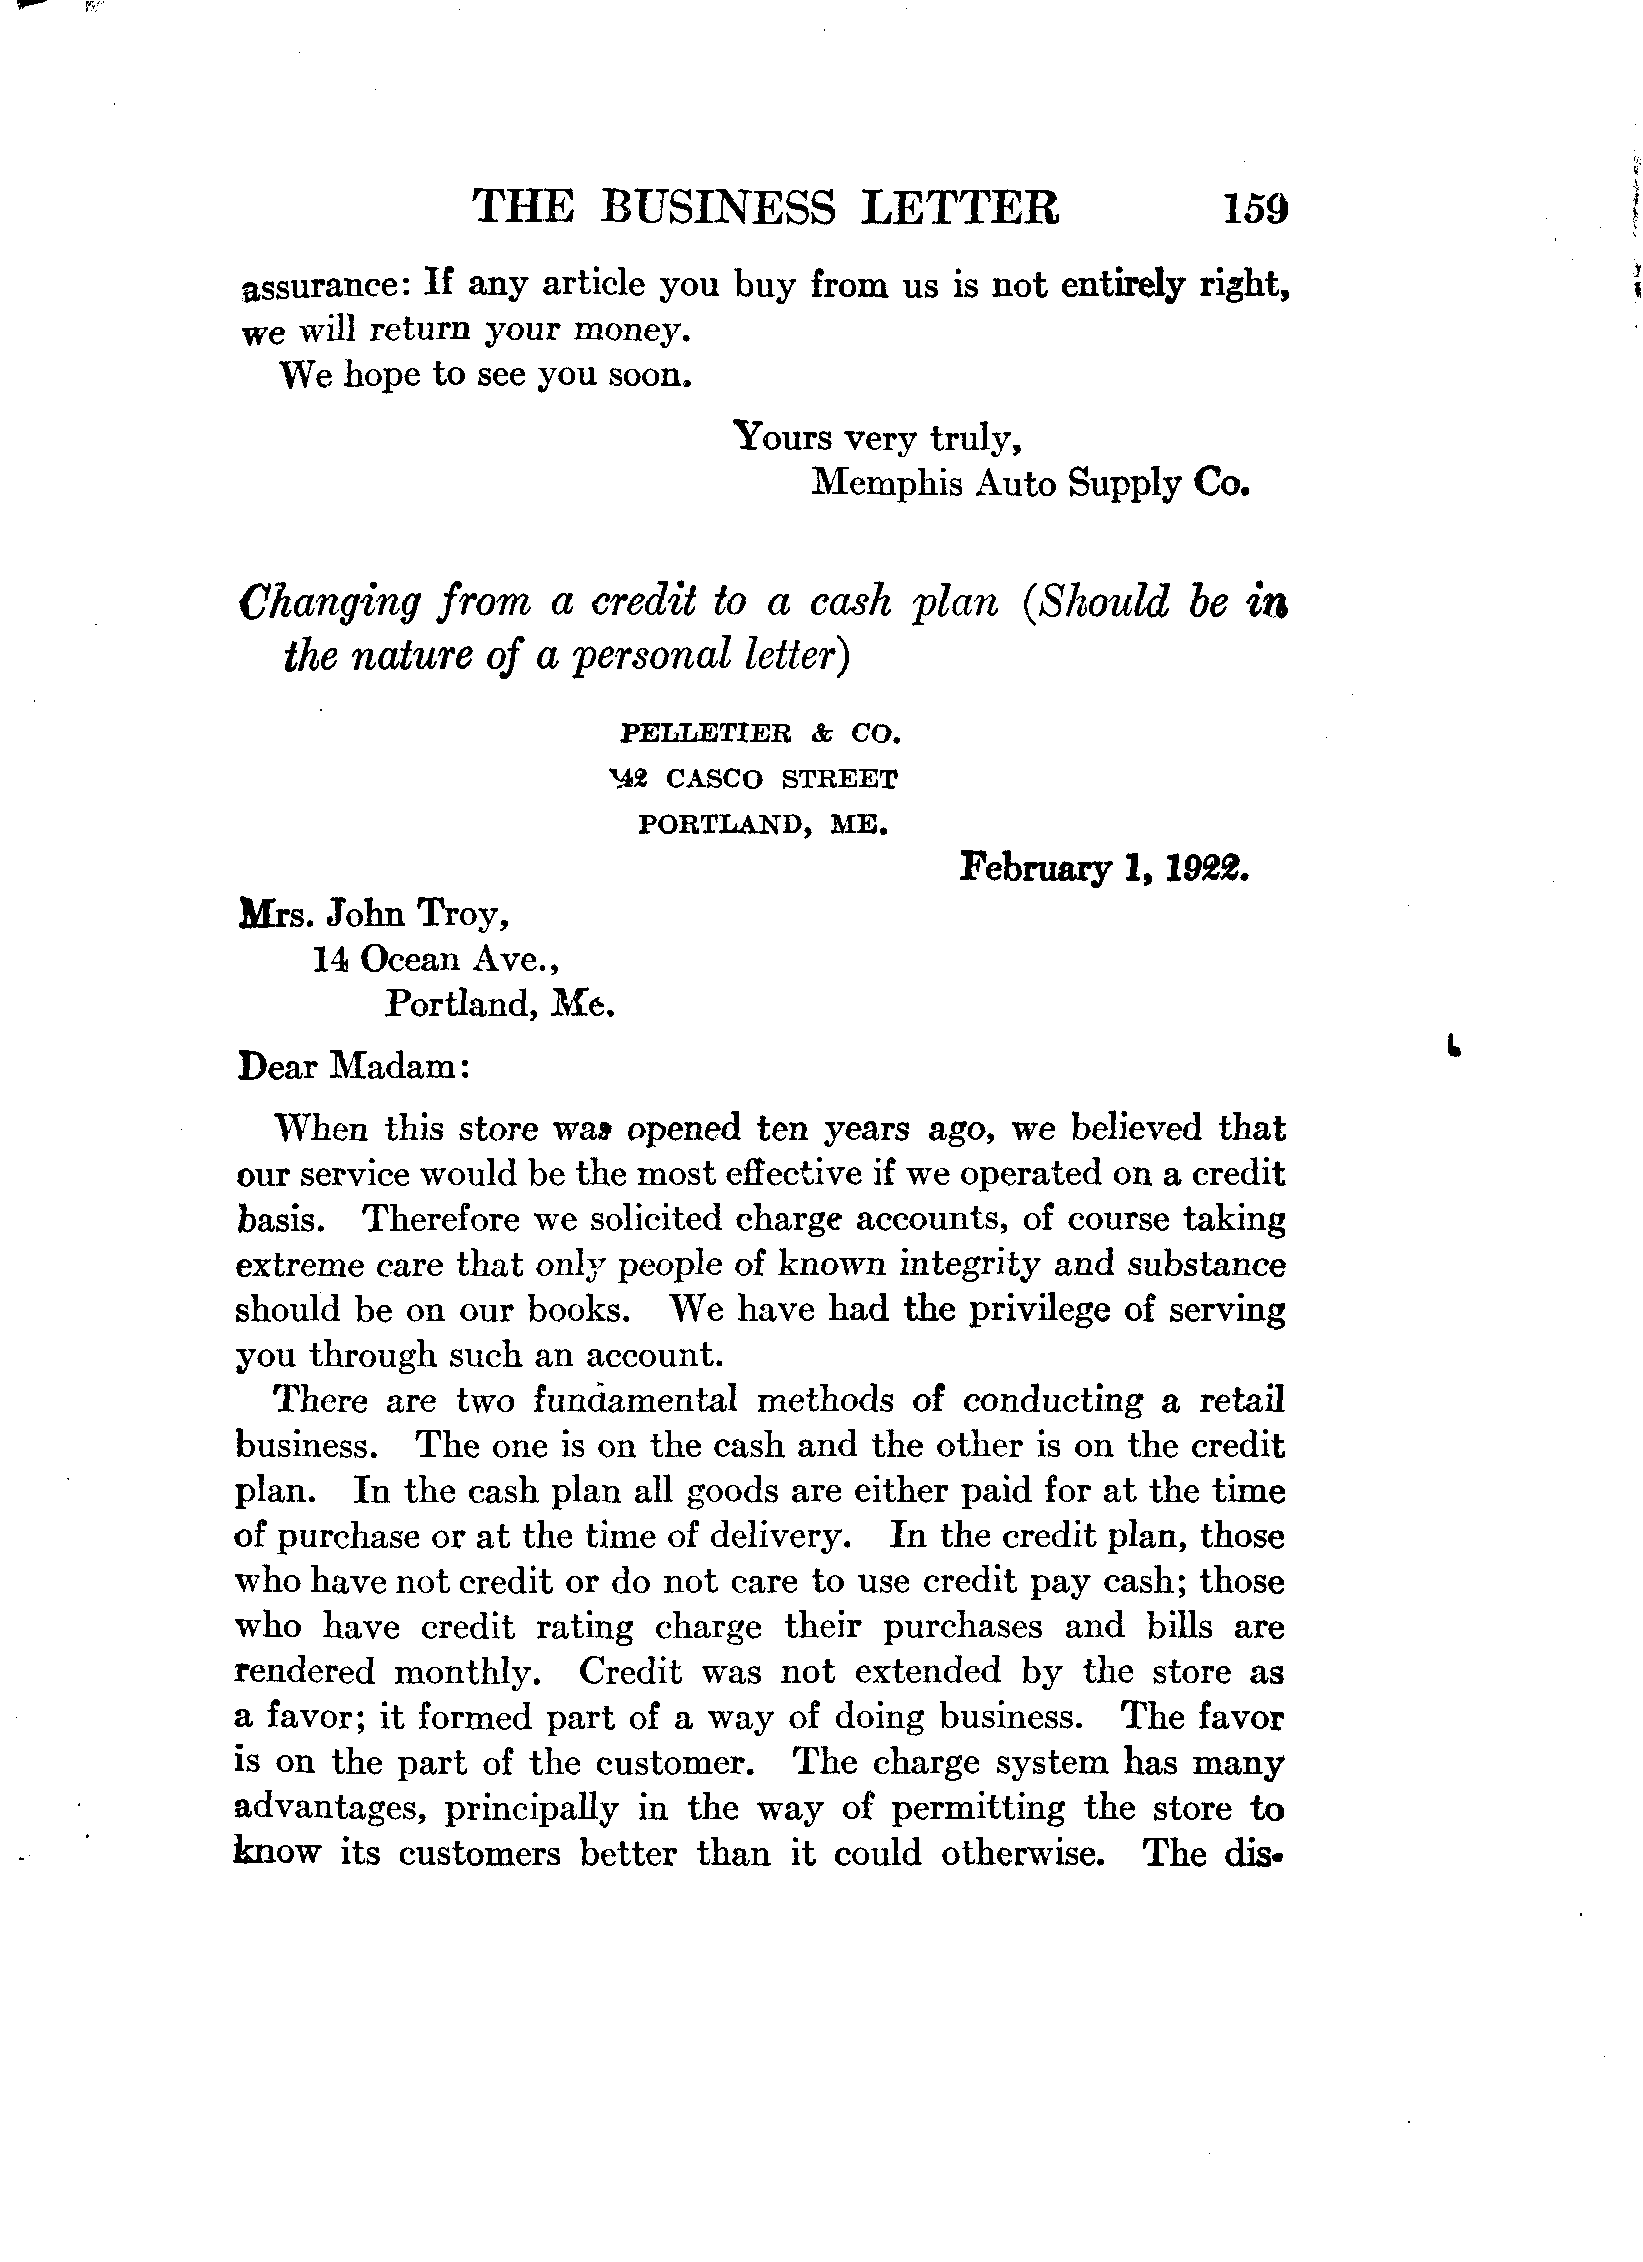 THE BUSINESS LETTER 159
assurance: If any article you buy from us is not entirely right,
we will return your money.
We hope to see you soon.
Yours very truly,
Memphis Auto Supply Co.
Changing from a credit to a cash plan (Should be in
the nature of a personal letter)
PELLETIER & CO.
42 CASCO STREET
PORTLAND, ME.
February 1, 1922.
Mrs. John Troy,
14 Ocean Ave.,
Portland, Me.
Dear Madam:
When this store was opened ten years ago, we believed that
our service would be the most effective if we operated on a credit
basis. Therefore we solicited charge accounts, of course taking
extreme care that only people of known integrity and substance
should be on our books. We have had the privilege of serving
you through such an account.
There are two fundamental methods of conducting a retail
business. The one is on the cash and the other is on the credit
plan. In the cash plan all goods are either paid for at the time
of purchase or at the time of delivery. In the credit plan, those
who have not credit or do not care to use credit pay cash; those
who have credit rating charge their purchases and bills are
rendered monthly. Credit was not extended by the store as
a favor; it formed part of a way of doing business. The favor
is on the part of the customer. The charge system has many
advantages, principally in the way of permitting the store to
know its customers better than it could otherwise. The dis-